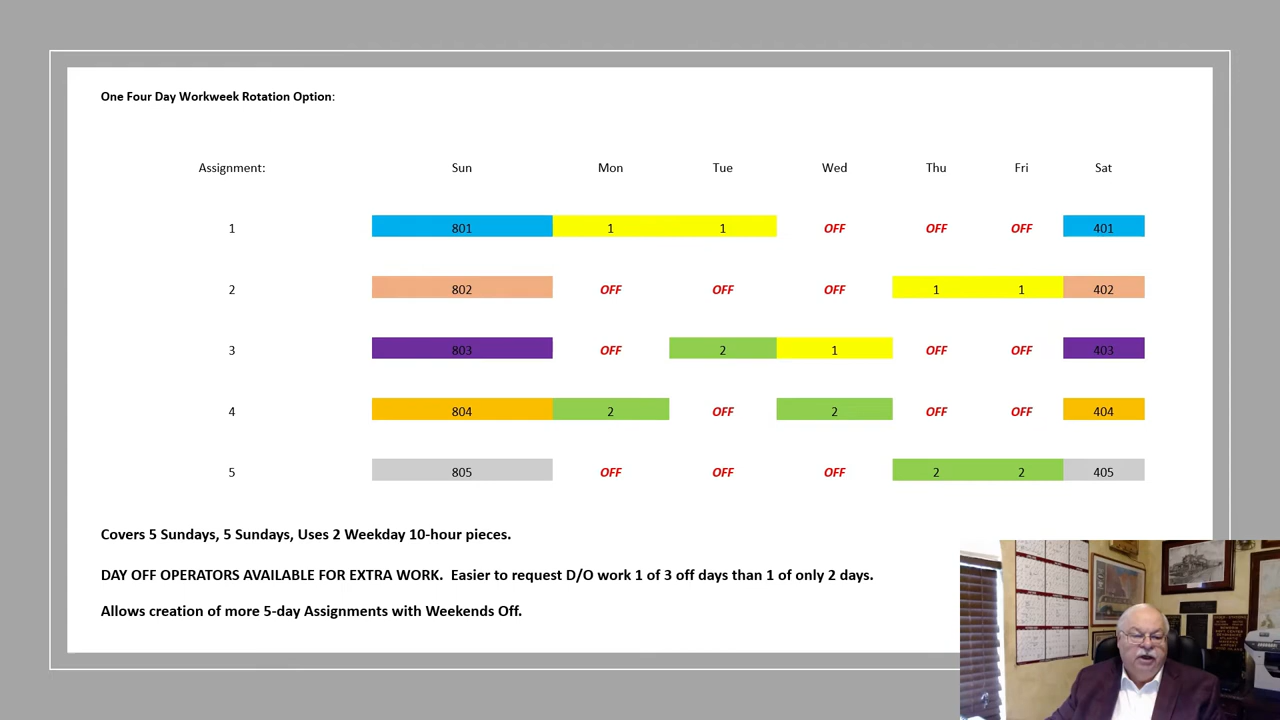 One Four Day Workweek Rotation Option:
Assignment: Sun Mon Tue Wed Thu Fri Sat
1 801 1 1 OFF OFF OFF 401
2 802 OFF OFF OFF 1 1 402
3 803 OFF 2 1 OFF OFF 403
4 804 2 OFF 2 OFF OFF 404
5 805 OFF OFF OFF 2 2 405
Covers 5 Sundays, 5 Sundays, Uses 2 Weekday 10-hour pieces.
DAY OFF OPERATORS AVAILABLE FOR EXTRA WORK. Easier to request D/O work 1 of 3 off days than 1 of only 2 days.
Allows creation of more 5-day Assignments with Weekends Off.